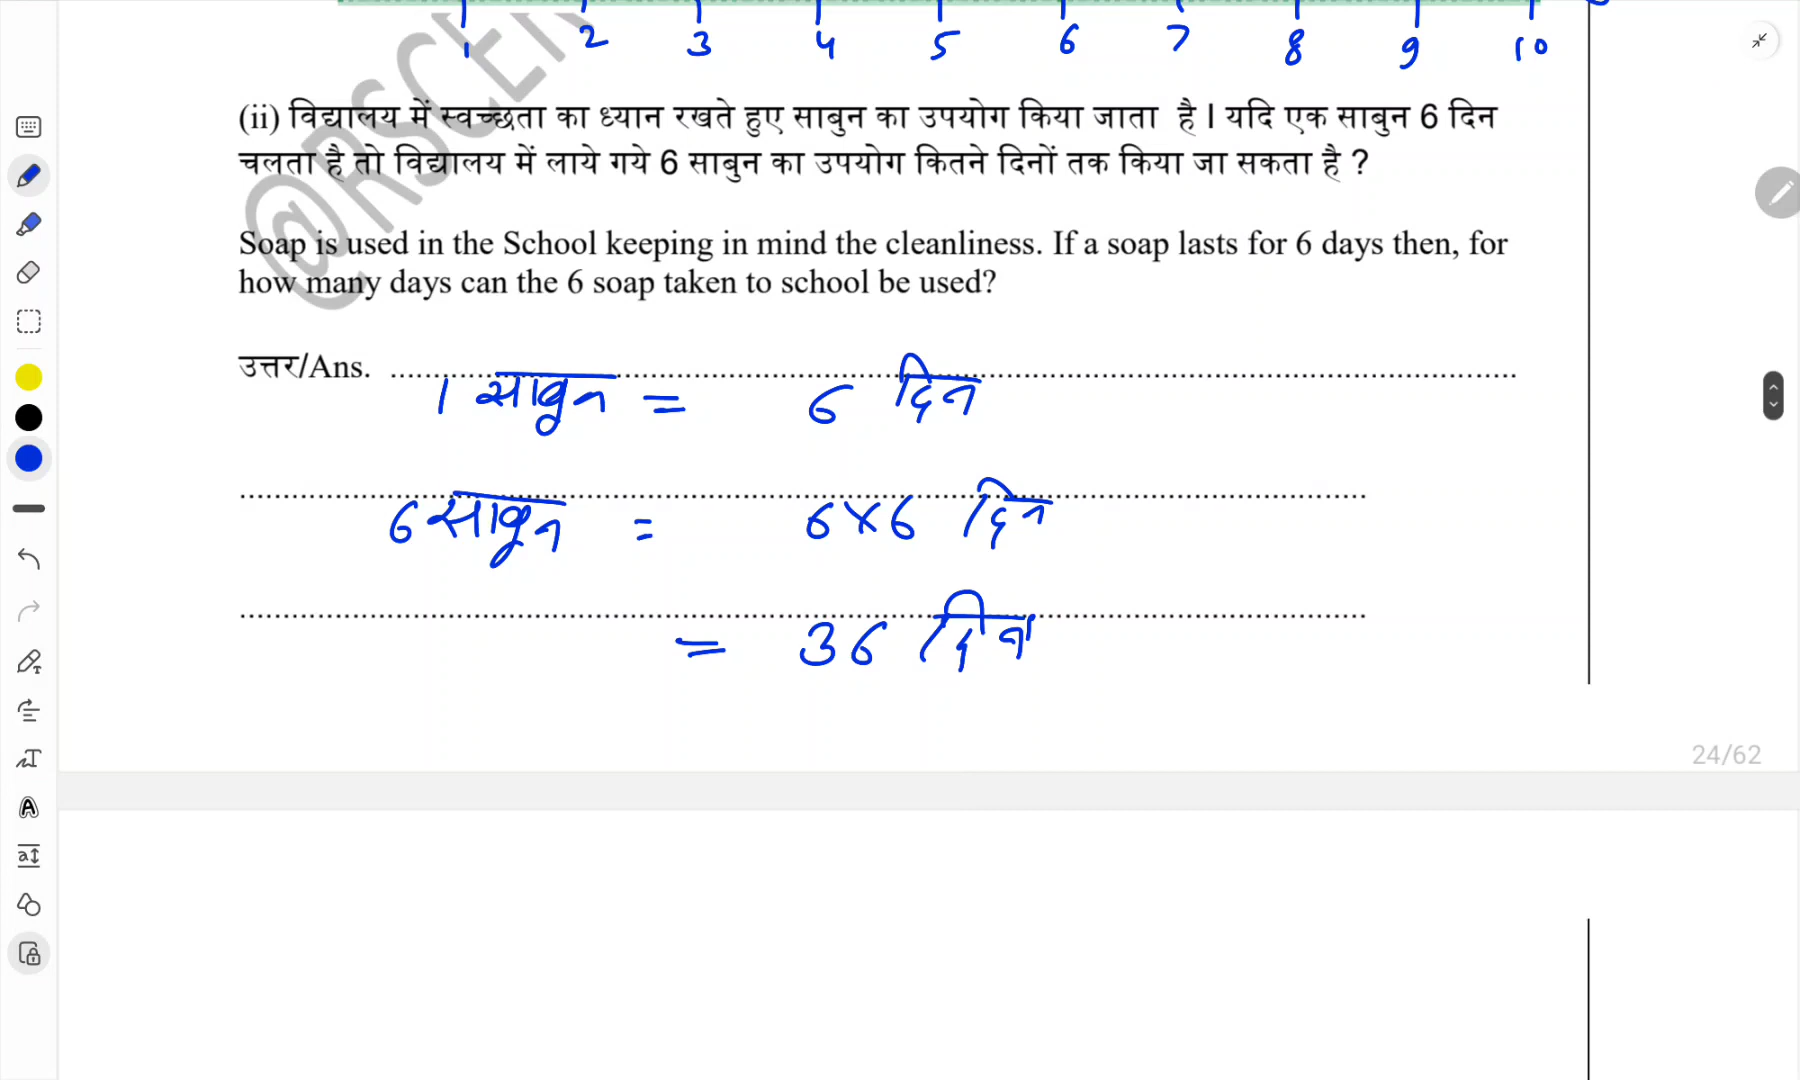 1 2 3 4 5 6 7 8 9 10
(ii) विद्यालय में स्वच्छता का ध्यान रखते हुए साबुन का उपयोग किया जाता है । यदि एक साबुन 6 दिन
चलता है तो विद्यालय में लाये गये 6 साबुन का उपयोग कितने दिनों तक किया जा सकता है ?
Soap is used in the School keeping in mind the cleanliness. If a soap lasts for 6 days then, for
how many days can the 6 soap taken to school be used?
उत्तर/Ans.
1 साबुन = 6 दिन
6 साबुन = 6×6 दिन
= 36 दिन
24/62